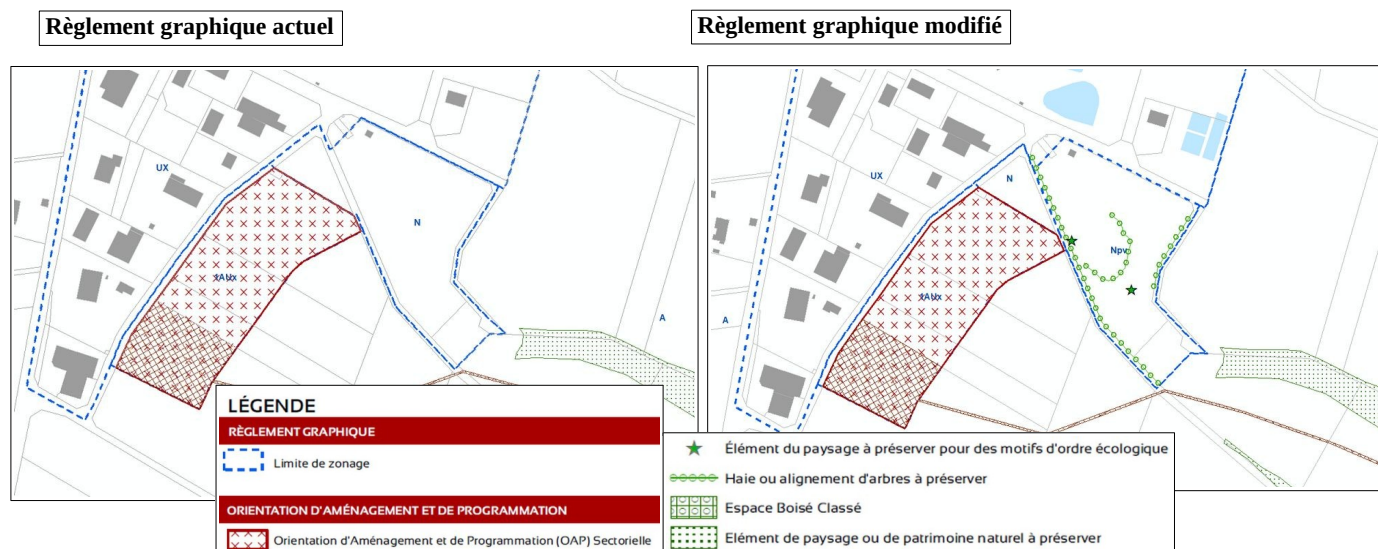 Règlement graphique actuel
Règlement graphique modifié
UX
N
1AUx
A
UX
N
Npv
1AUx
A
LÉGENDE
RÈGLEMENT GRAPHIQUE
Limite de zonage
ORIENTATION D'AMÉNAGEMENT ET DE PROGRAMMATION
Orientation d'Aménagement et de Programmation (OAP) Sectorielle
Élément du paysage à préserver pour des motifs d'ordre écologique
Haie ou alignement d'arbres à préserver
Espace Boisé Classé
Elément de paysage ou de patrimoine naturel à préserver